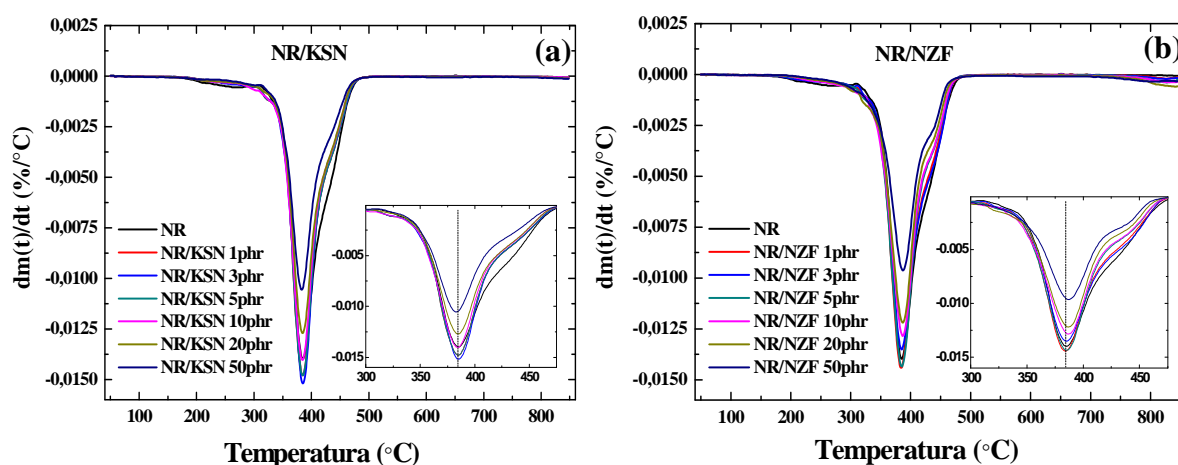 NR/KSN
(a)
0,0025
0,0000
-0,0025
-0,0050
-0,0075
-0,0100
-0,0125
-0,0150
dm(t)/dt (%/°C)
NR
NR/KSN 1phr
NR/KSN 3phr
NR/KSN 5phr
NR/KSN 10phr
NR/KSN 20phr
NR/KSN 50phr
-0,005
-0,010
-0,015
300 350 400 450
100 200 300 400 500 600 700 800
Temperatura (°C)
NR/NZF
(b)
0,0025
0,0000
-0,0025
-0,0050
-0,0075
-0,0100
-0,0125
-0,0150
dm(t)/dt (%/°C)
NR
NR/NZF 1phr
NR/NZF 3phr
NR/NZF 5phr
NR/NZF 10phr
NR/NZF 20phr
NR/NZF 50phr
-0,005
-0,010
-0,015
300 350 400 450
100 200 300 400 500 600 700 800
Temperatura (°C)